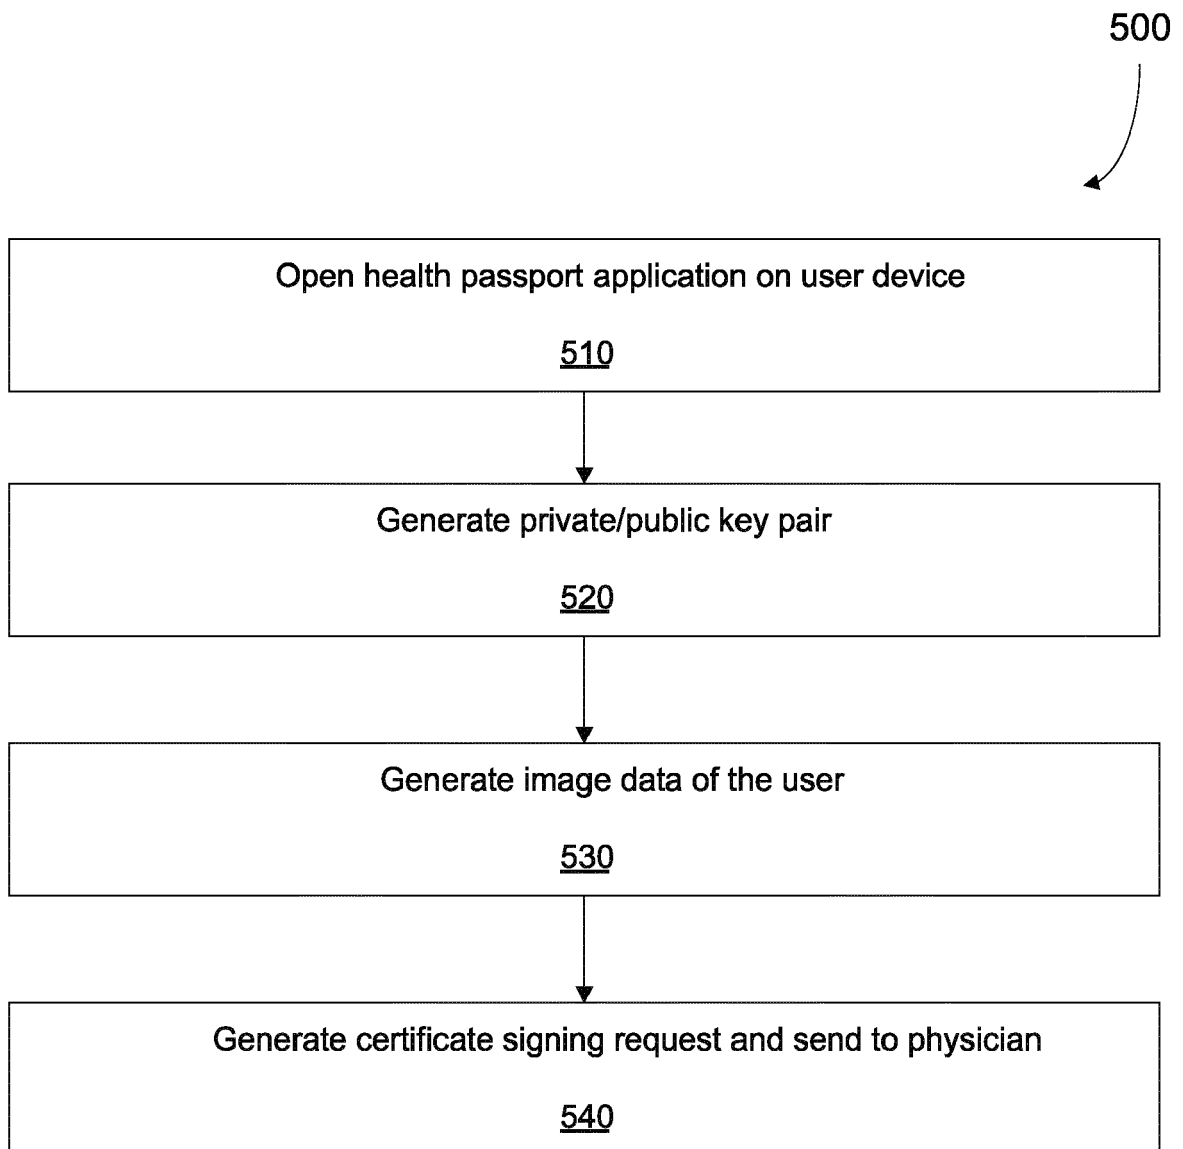 500
Open health passport application on user device
510
Generate private/public key pair
520
Generate image data of the user
530
Generate certificate signing request and send to physician
540